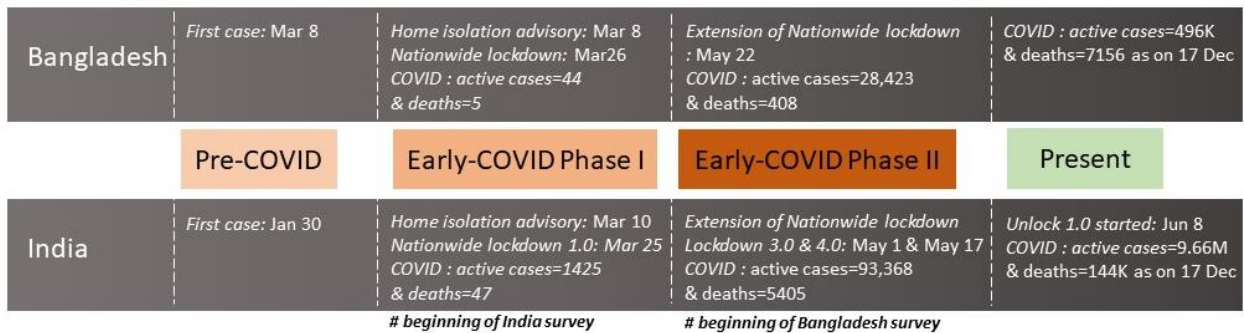 Bangladesh
First case: Mar 8
Home isolation advisory: Mar 8
Nationwide lockdown: Mar26
COVID : active cases=44
& deaths=5
Extension of Nationwide lockdown
: May 22
COVID : active cases=28,423
& deaths=408
COVID : active cases=496K
& deaths=7156 as on 17 Dec
Pre-COVID
Early-COVID Phase I
Early-COVID Phase II
Present
India
First case: Jan 30
Home isolation advisory: Mar 10
Nationwide lockdown 1.0: Mar 25
COVID : active cases=1425
& deaths=47
Extension of Nationwide lockdown
Lockdown 3.0 & 4.0: May 1 & May 17
COVID : active cases=93,368
& deaths=5405
Unlock 1.0 started: Jun 8
COVID : active cases=9.66M
& deaths=144K as on 17 Dec
# beginning of India survey
# beginning of Bangladesh survey